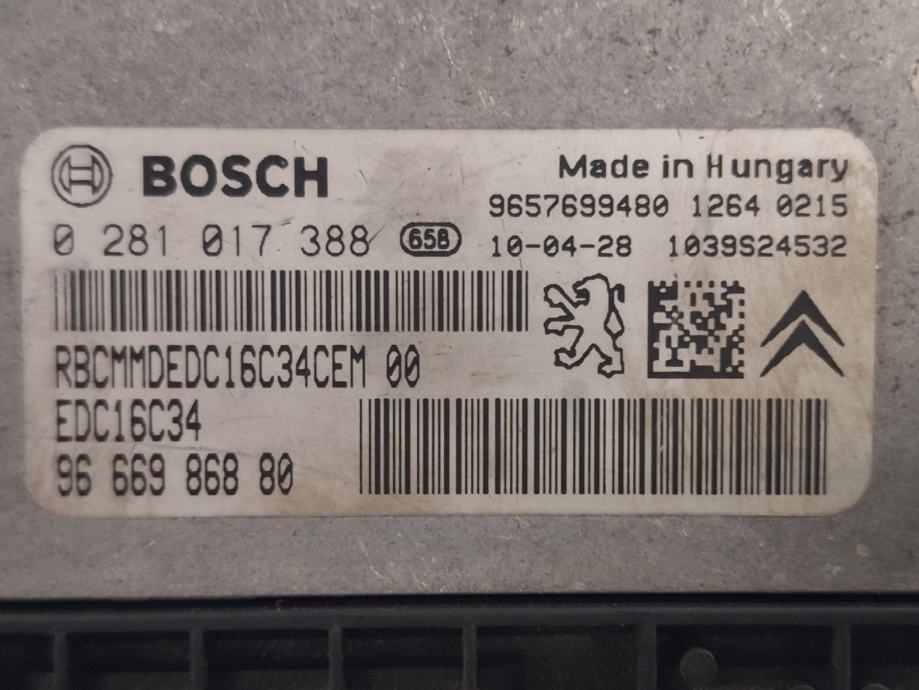 BOSCH
Made in Hungary
9657699480 1264 0215
0 281 017 388 65B
10-04-28 1039S24532
RBCMMDEDC16C34CEM 00
EDC16C34
96 669 868 80